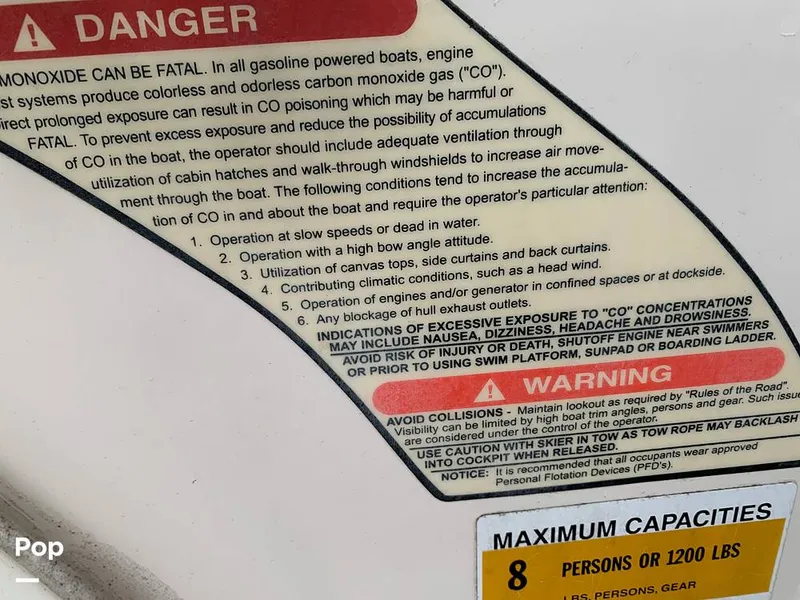 DANGER
MONOXIDE CAN BE FATAL. In all gasoline powered boats, engine
st systems produce colorless and odorless carbon monoxide gas ("CO").
irect prolonged exposure can result in CO poisoning which may be harmful or
FATAL. To prevent excess exposure and reduce the possibility of accumulations
of CO in the boat, the operator should include adequate ventilation through
utilization of cabin hatches and walk-through windshields to increase air move-
ment through the boat. The following conditions tend to increase the accumula-
tion of CO in and about the boat and require the operator's particular attention:
1. Operation at slow speeds or dead in water.
2. Operation with a high bow angle attitude.
3. Utilization of canvas tops, side curtains and back curtains.
4. Contributing climatic conditions, such as a head wind.
5. Operation of engines and/or generator in confined spaces or at dockside.
6. Any blockage of hull exhaust outlets.
INDICATIONS OF EXCESSIVE EXPOSURE TO "CO" CONCENTRATIONS
MAY INCLUDE NAUSEA, DIZZINESS, HEADACHE AND DROWSINESS.
AVOID RISK OF INJURY OR DEATH, SHUTOFF ENGINE NEAR SWIMMERS
OR PRIOR TO USING SWIM PLATFORM, SUNPAD OR BOARDING LADDER.
WARNING
AVOID COLLISIONS - Maintain lookout as required by "Rules of the Road".
Visibility can be limited by high boat trim angles, persons and gear. Such issue
are considered under the control of the operator.
USE CAUTION WITH SKIER IN TOW AS TOW ROPE MAY BACKLASH
INTO COCKPIT WHEN RELEASED.
NOTICE: It is recommended that all occupants wear approved
Personal Flotation Devices (PFD's).
MAXIMUM CAPACITIES
8 PERSONS OR 1200 LBS
LBS, PERSONS, GEAR
Pop